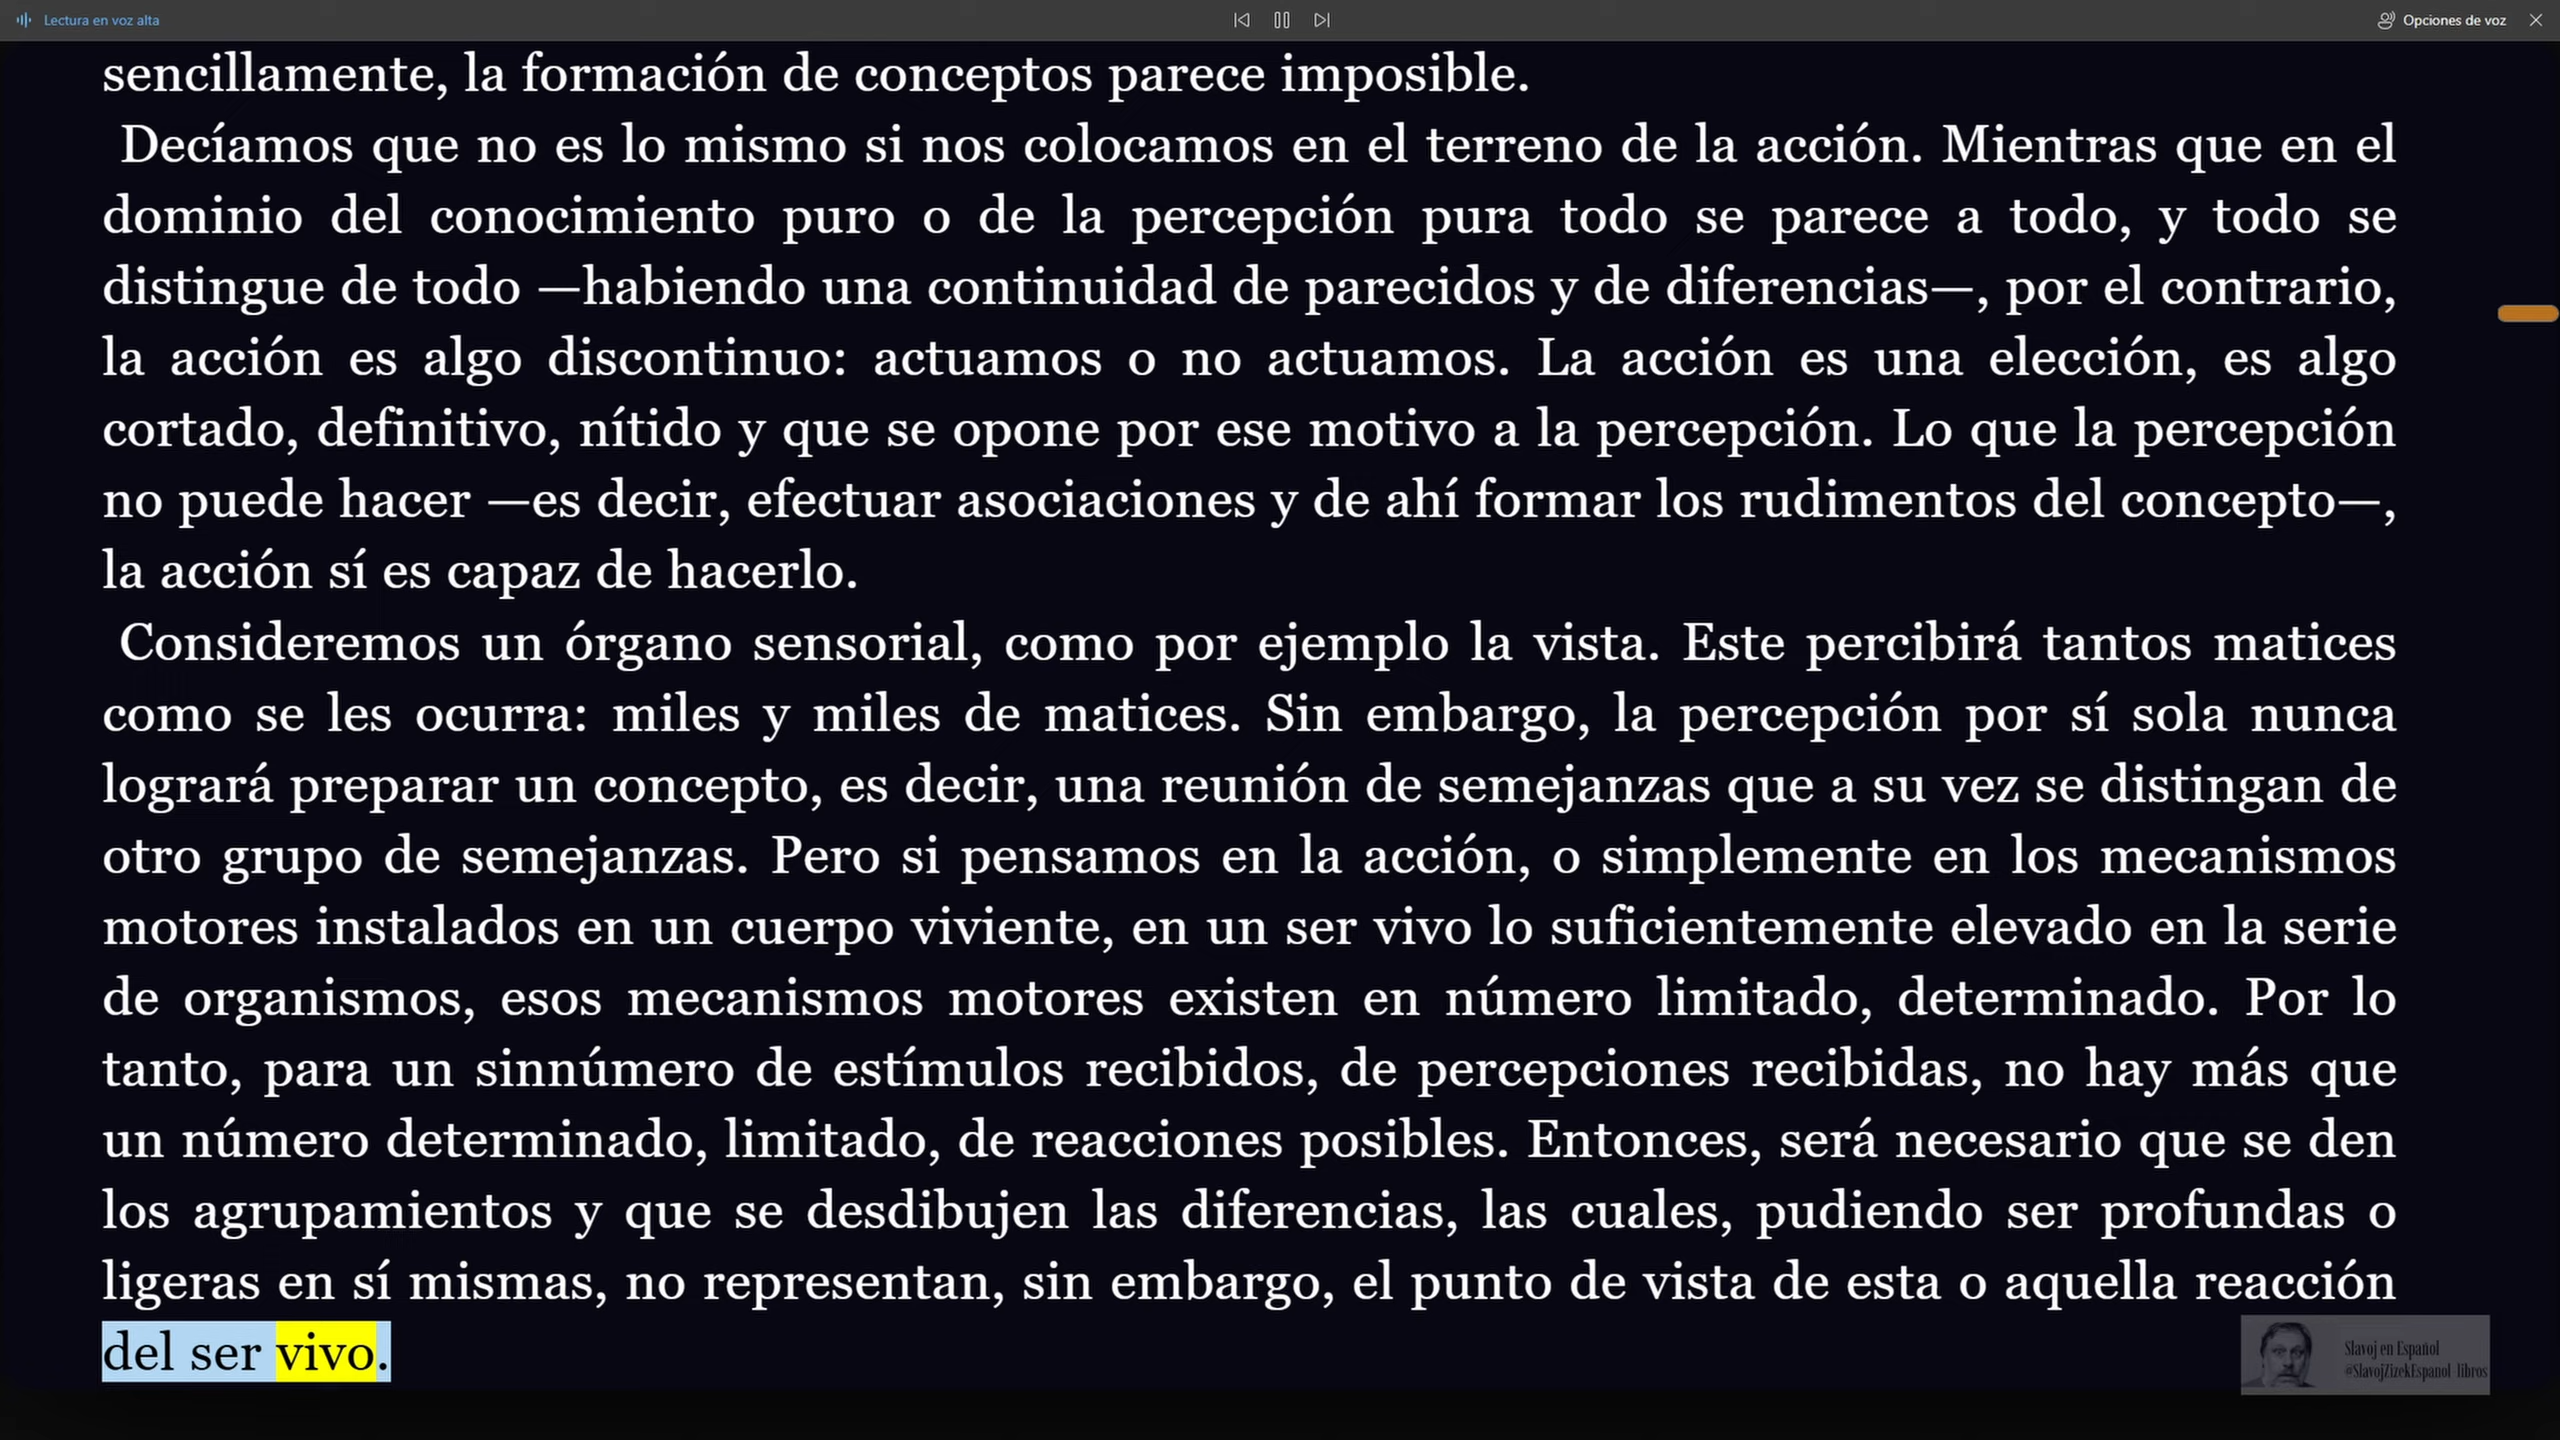 Lectura en voz alta
Opciones de voz
sencillamente, la formación de conceptos parece imposible.
Decíamos que no es lo mismo si nos colocamos en el terreno de la acción. Mientras que en el
dominio del conocimiento puro o de la percepción pura todo se parece a todo, y todo se
distingue de todo —habiendo una continuidad de parecidos y de diferencias—, por el contrario,
la acción es algo discontinuo: actuamos o no actuamos. La acción es una elección, es algo
cortado, definitivo, nítido y que se opone por ese motivo a la percepción. Lo que la percepción
no puede hacer —es decir, efectuar asociaciones y de ahí formar los rudimentos del concepto—,
la acción sí es capaz de hacerlo.
Consideremos un órgano sensorial, como por ejemplo la vista. Este percibirá tantos matices
como se les ocurra: miles y miles de matices. Sin embargo, la percepción por sí sola nunca
logrará preparar un concepto, es decir, una reunión de semejanzas que a su vez se distingan de
otro grupo de semejanzas. Pero si pensamos en la acción, o simplemente en los mecanismos
motores instalados en un cuerpo viviente, en un ser vivo lo suficientemente elevado en la serie
de organismos, esos mecanismos motores existen en número limitado, determinado. Por lo
tanto, para un sinnúmero de estímulos recibidos, de percepciones recibidas, no hay más que
un número determinado, limitado, de reacciones posibles. Entonces, será necesario que se den
los agrupamientos y que se desdibujen las diferencias, las cuales, pudiendo ser profundas o
ligeras en sí mismas, no representan, sin embargo, el punto de vista de esta o aquella reacción
del ser vivo.
Slavoj en Español
@SlavojZizekEspanol-libros